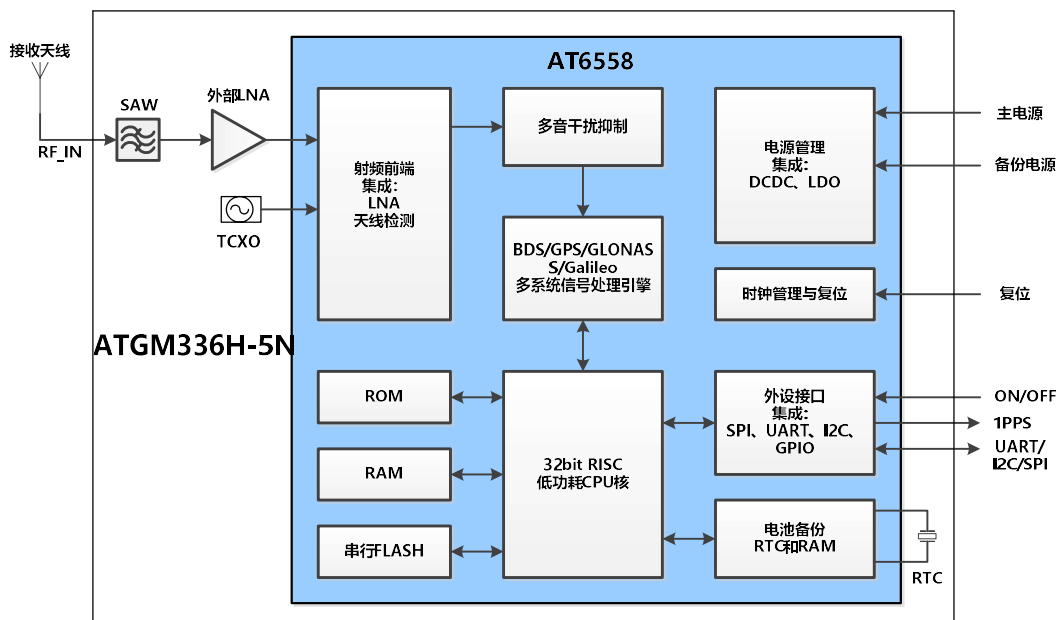 AT6558
接收天线
RF_IN
SAW
外部LNA
TCXO
射频前端
集成：
LNA
天线检测
多音干扰抑制
BDS/GPS/GLONAS
S/Galileo
多系统信号处理引擎
电源管理
集成：
DCDC、LDO
主电源
备份电源
时钟管理与复位
复位
ATGM336H-5N
ROM
RAM
串行FLASH
32bit RISC
低功耗CPU核
外设接口
集成：
SPI、UART、I2C、
GPIO
ON/OFF
1PPS
UART/
I2C/SPI
电池备份
RTC和RAM
RTC